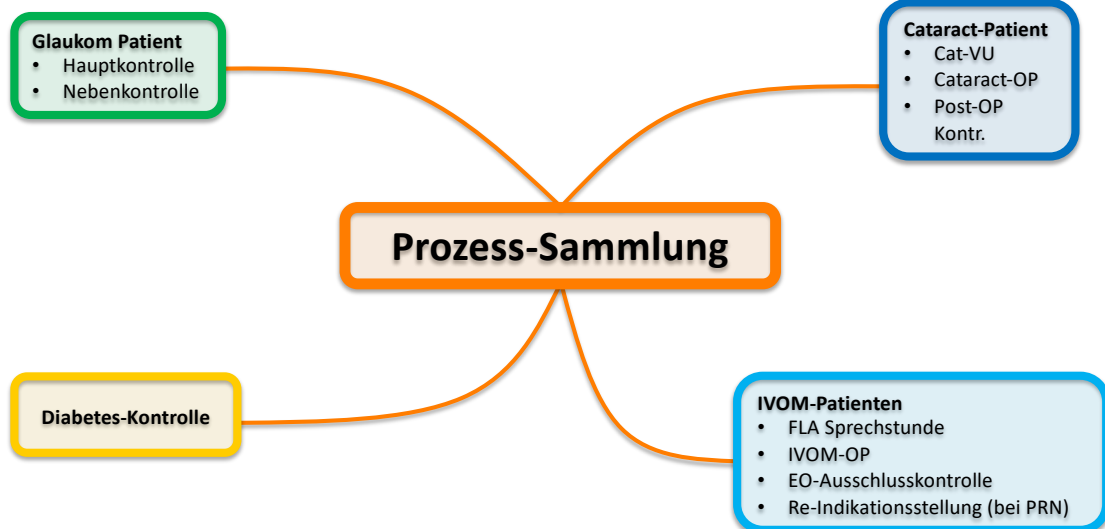 Glaukom Patient
• Hauptkontrolle
• Nebenkontrolle
Cataract-Patient
• Cat-VU
• Cataract-OP
• Post-OP
Kontr.
Prozess-Sammlung
Diabetes-Kontrolle
IVOM-Patienten
• FLA Sprechstunde
• IVOM-OP
• EO-Ausschlusskontrolle
• Re-Indikationsstellung (bei PRN)